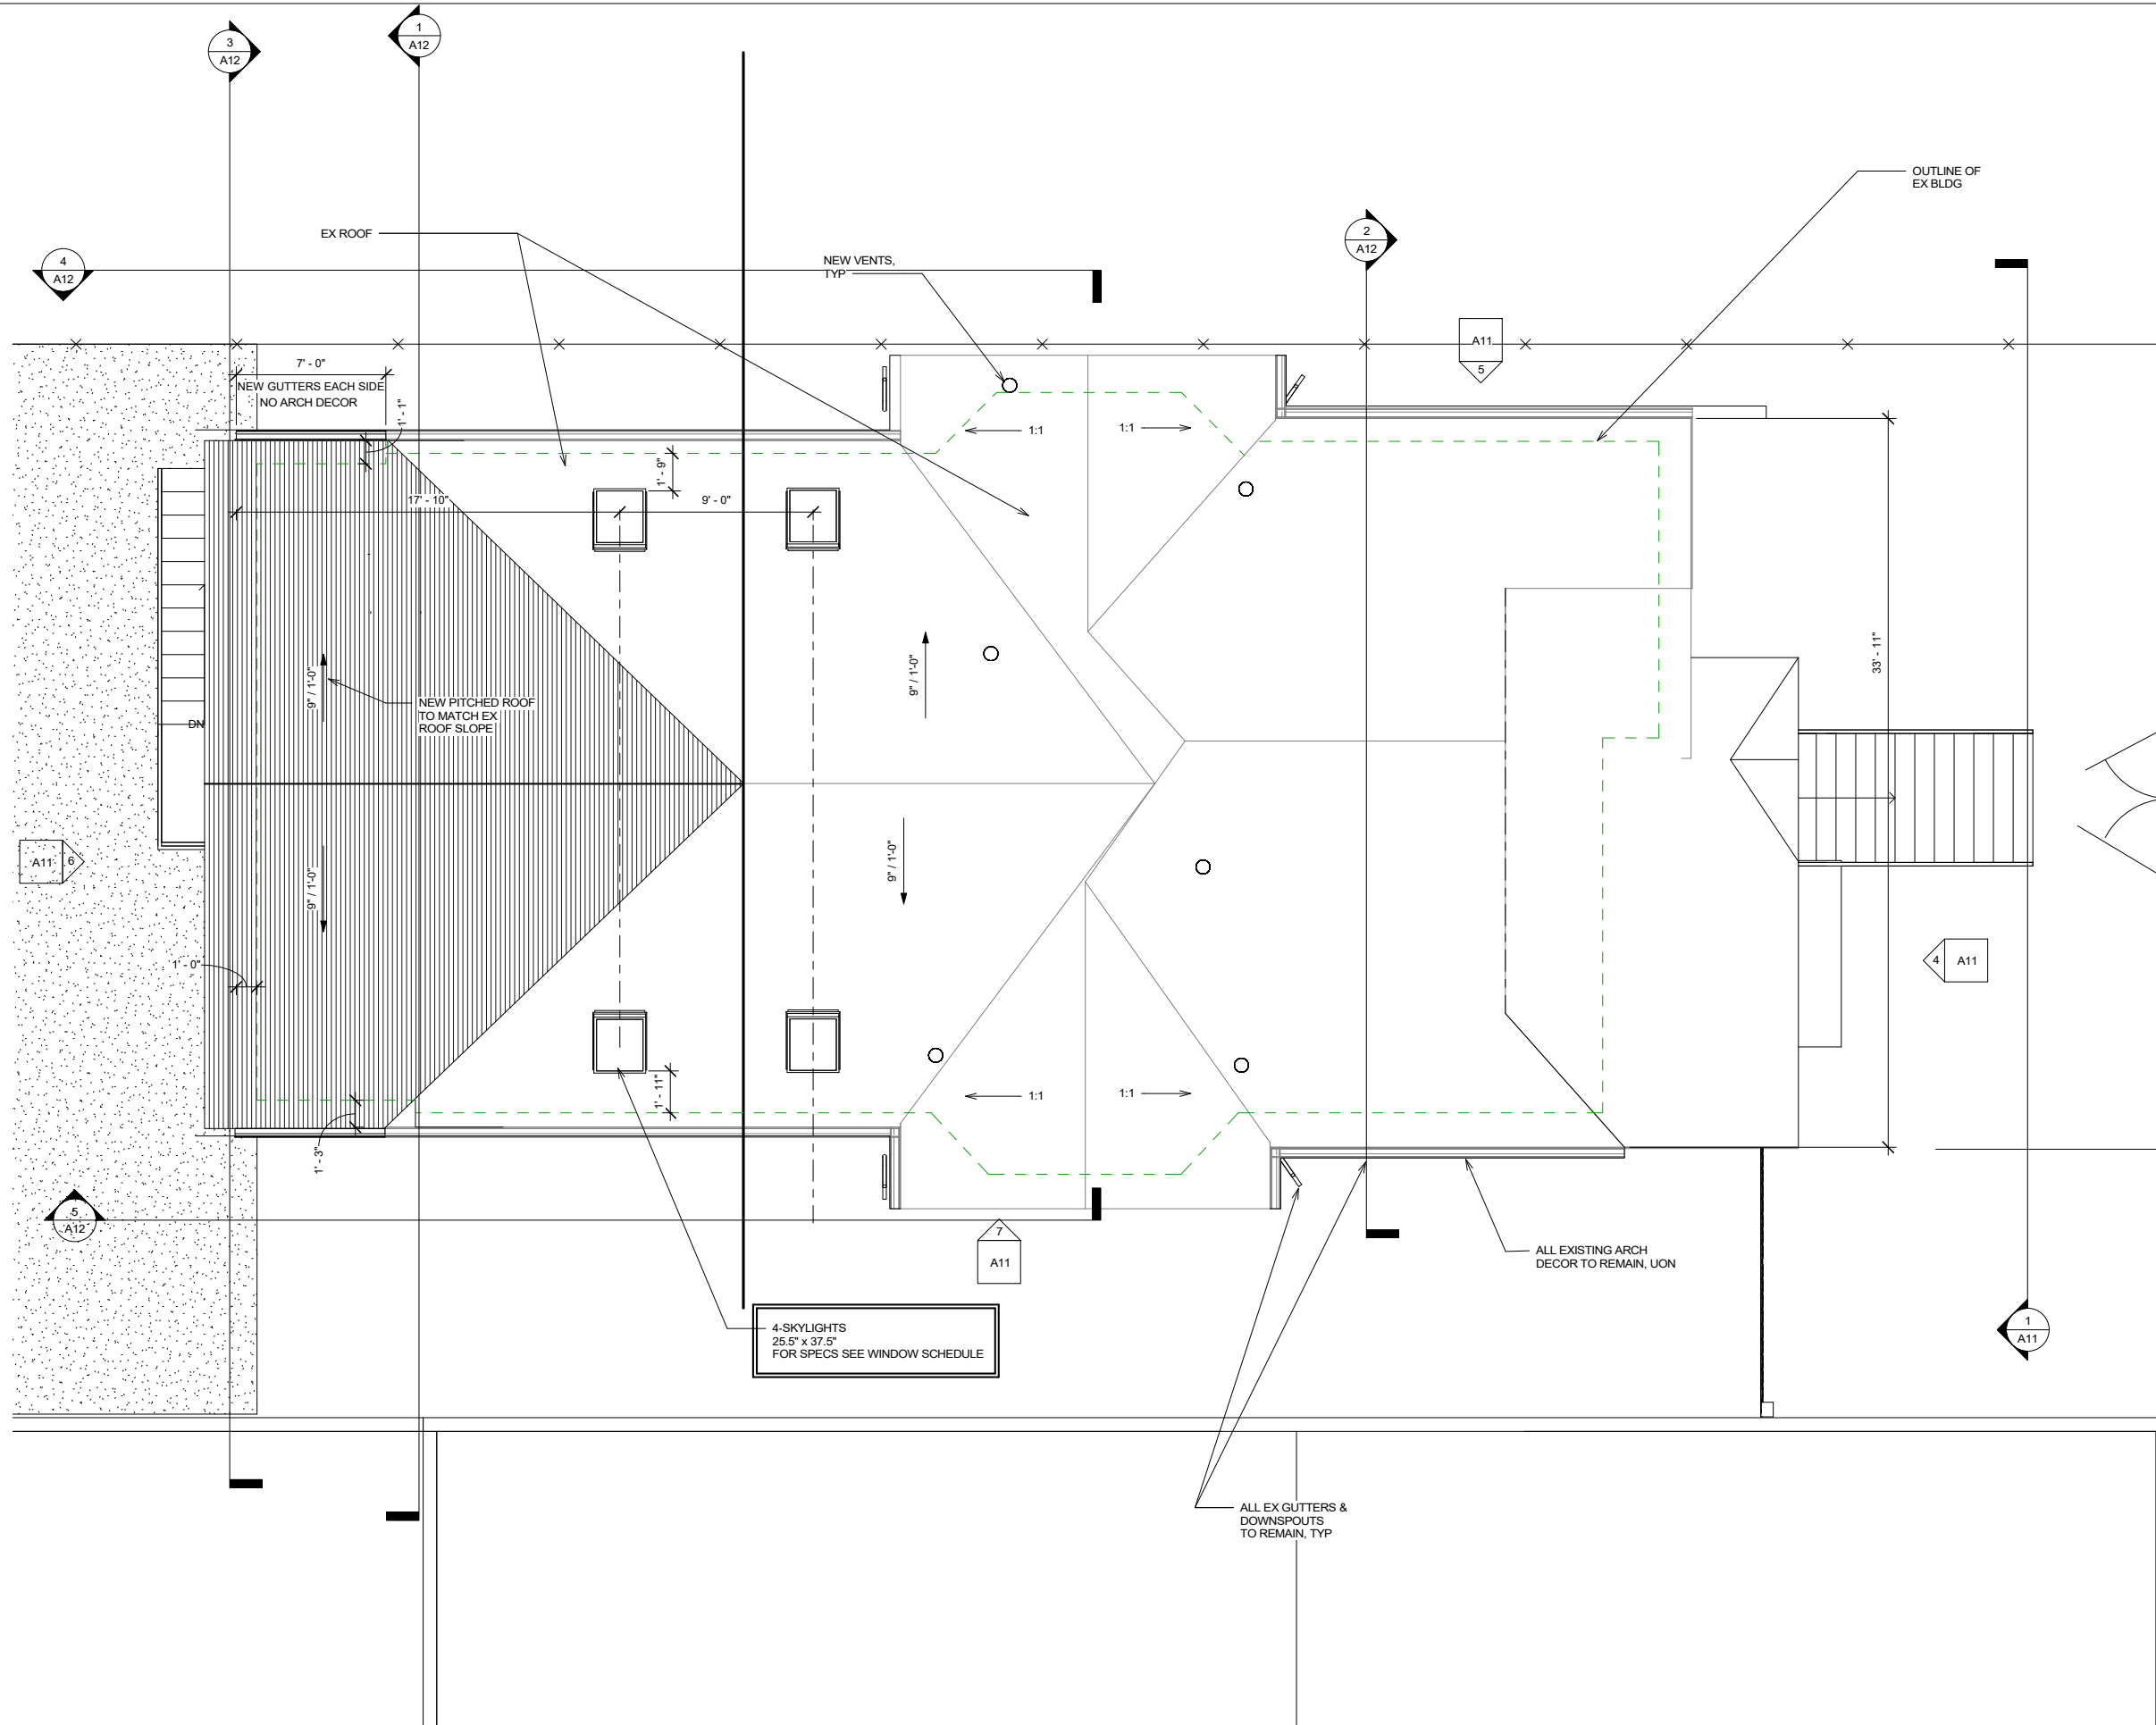 3
A12
1
A12
OUTLINE OF
EX BLDG
EX ROOF
2
A12
4
A12
NEW VENTS,
TYP
A11
5
7' - 0"
NEW GUTTERS EACH SIDE
NO ARCH DECOR
1' - 1"
1:1
1:1
1' - 9"
17' - 10"
9' - 0"
33' - 11"
9" / 1'-0"
9" / 1'-0"
NEW PITCHED ROOF
TO MATCH EX
ROOF SLOPE
DN
A11
6
9" / 1'-0"
9" / 1'-0"
1' - 0"
4
A11
1:1
1:1
1' - 11"
1' - 3"
5
A12
7
A11
ALL EXISTING ARCH
DECOR TO REMAIN, UON
4-SKYLIGHTS
25.5" x 37.5"
FOR SPECS SEE WINDOW SCHEDULE
1
A11
ALL EX GUTTERS &
DOWNSPOUTS
TO REMAIN, TYP